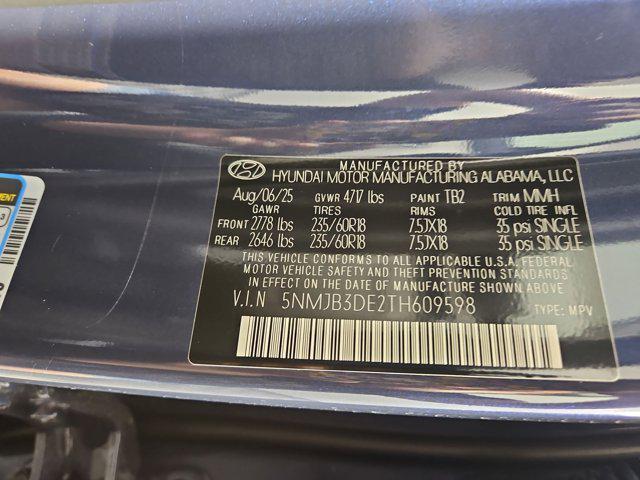 MANUFACTURED BY
HYUNDAI MOTOR MANUFACTURING ALABAMA, LLC
Aug/06/25 GVWR 4717 lbs PAINT TB2 TRIM MMH
GAWR TIRES RIMS COLD TIRE INFL
FRONT 2778 lbs 235/60R18 7.5JX18 35 psi SINGLE
REAR 2646 lbs 235/60R18 7.5JX18 35 psi SINGLE
THIS VEHICLE CONFORMS TO ALL APPLICABLE U.S.A. FEDERAL
MOTOR VEHICLE SAFETY AND THEFT PREVENTION STANDARDS
IN EFFECT ON THE DATE OF MANUFACTURE SHOWN ABOVE
V.I.N 5NMJB3DE2TH609598 TYPE: MPV